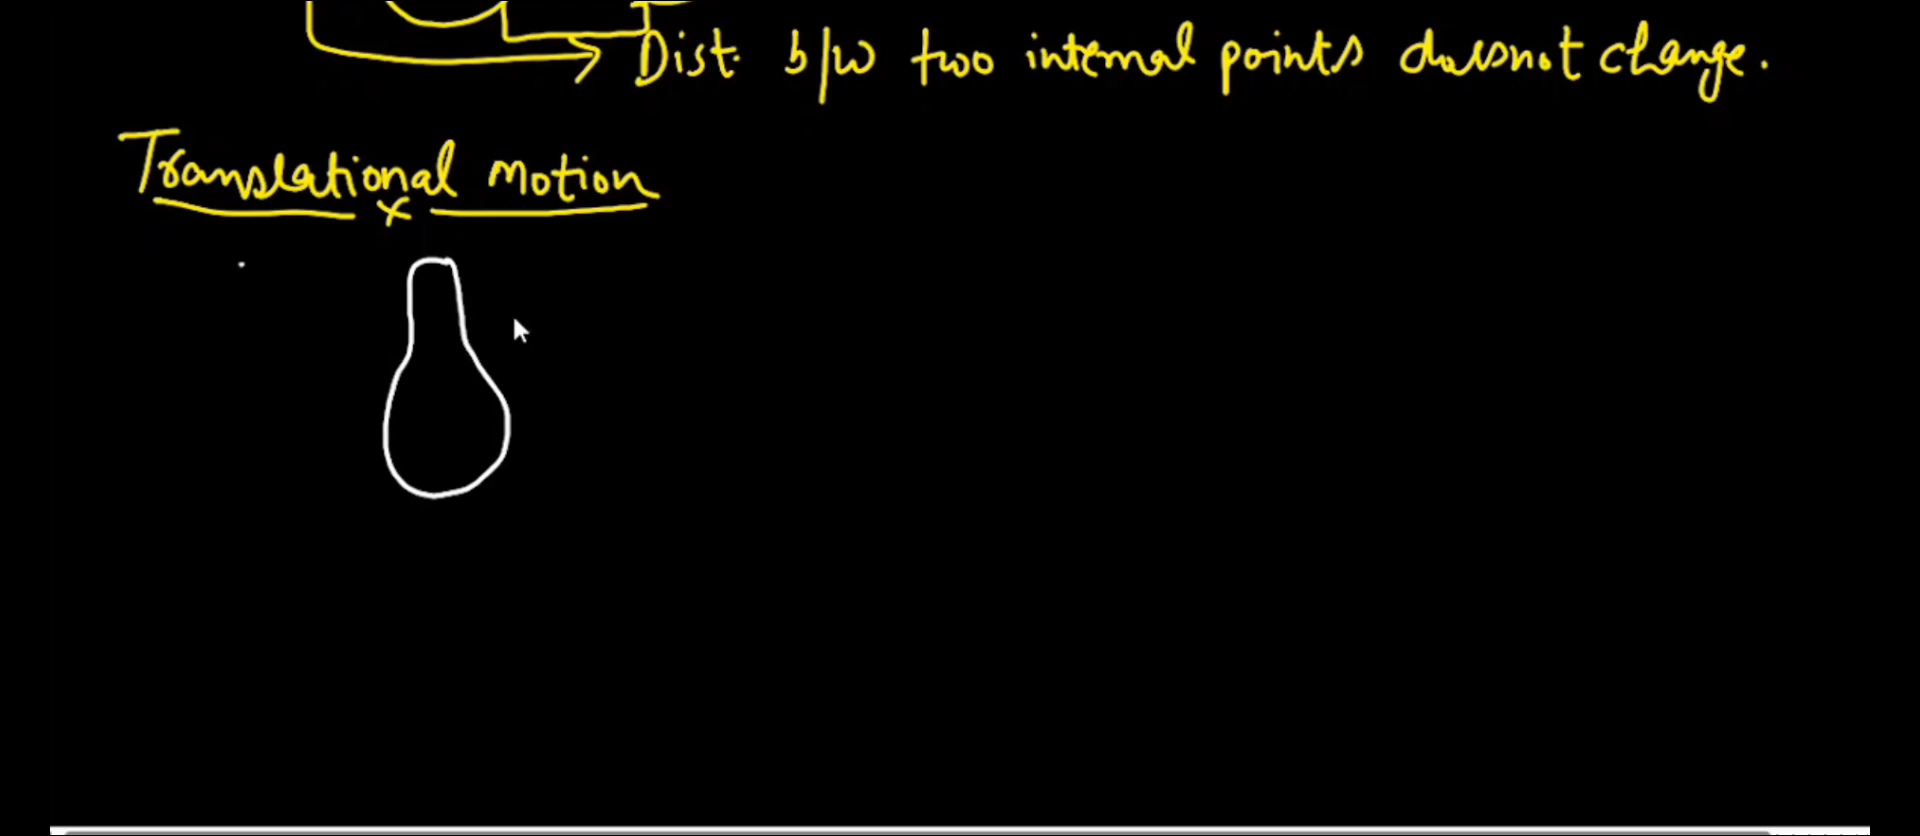 Dist. b/w two internal points doesnot change.
Translational Motion